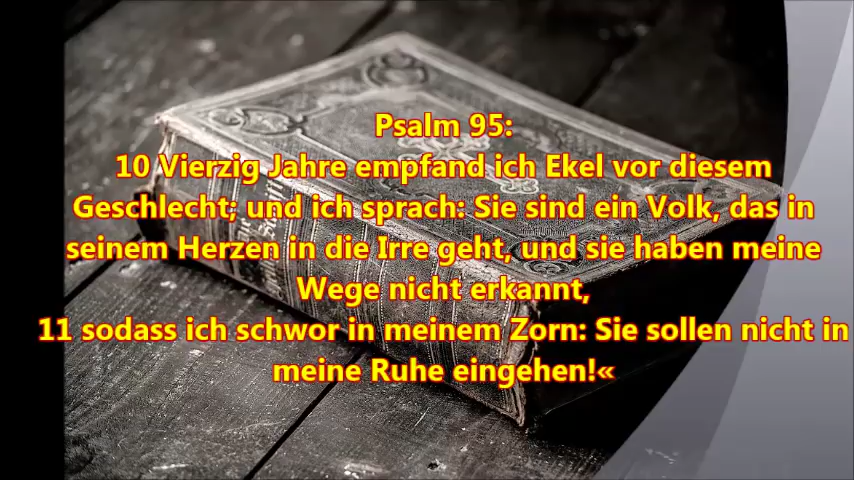 Psalm 95:
10 Vierzig Jahre empfand ich Ekel vor diesem
Geschlecht; und ich sprach: Sie sind ein Volk, das in
seinem Herzen in die Irre geht, und sie haben meine
Wege nicht erkannt,
11 sodass ich schwor in meinem Zorn: Sie sollen nicht in
meine Ruhe eingehen!«